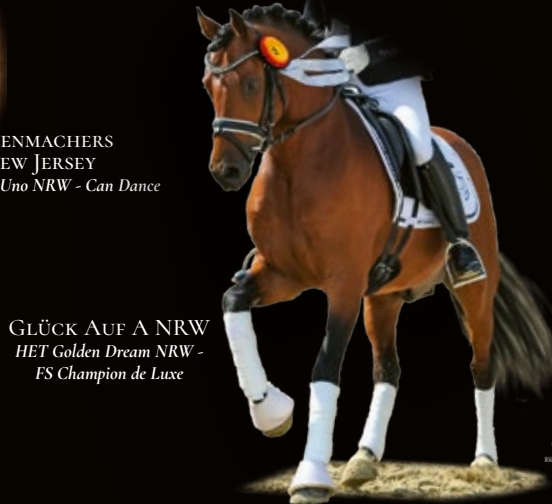 ENMACHERS
EW JERSEY
Uno NRW - Can Dance
GLÜCK AUF A NRW
HET Golden Dream NRW -
FS Champion de Luxe